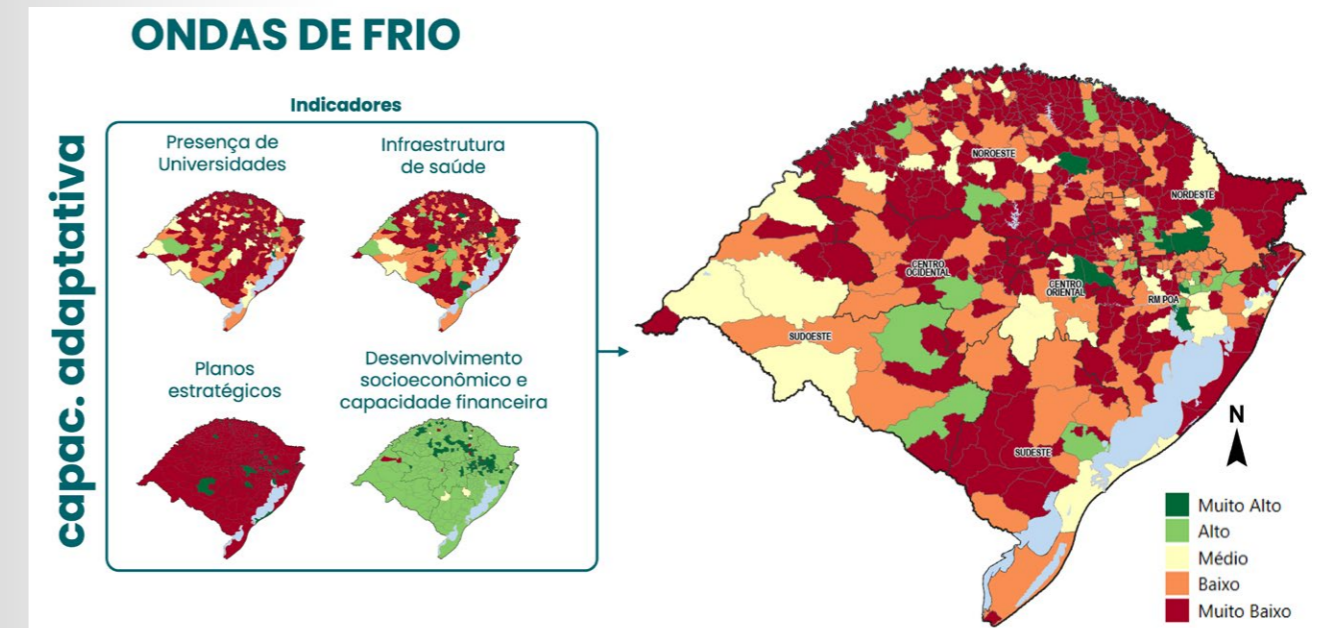 ONDAS DE FRIO
capac. adaptativa
Indicadores
Presença de
Universidades
Infraestrutura
de saúde
Planos
estratégicos
Desenvolvimento
socioeconômico e
capacidade financeira
NOROESTE
NORDESTE
CENTRO
OCIDENTAL
CENTRO
ORIENTAL
RM POA
SUDOESTE
SUDESTE
N
Muito Alto
Alto
Médio
Baixo
Muito Baixo